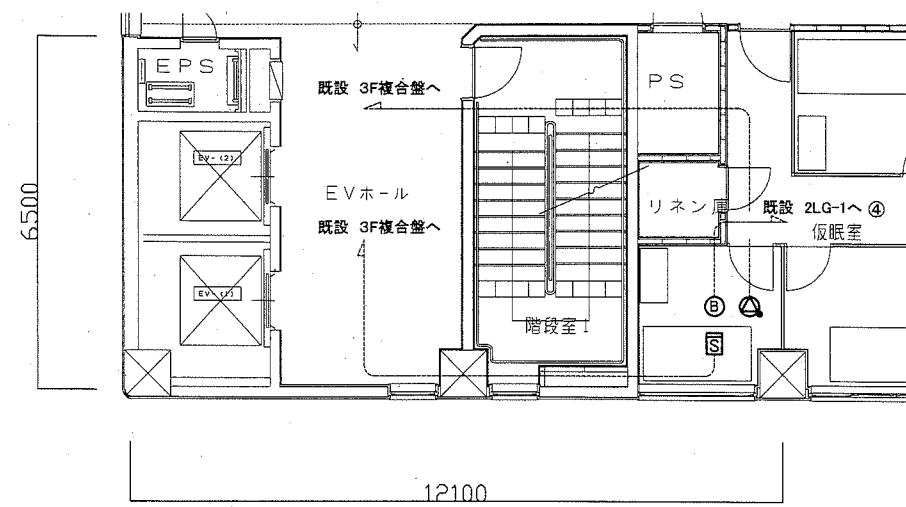 EPS
既設 3F複合盤へ
PS
EV-(2)
EVホール
リネン庫
既設 2LG-1へ ④
既設 3F複合盤へ
仮眠室
6500
EV-(1)
B
階段室1
S
12100